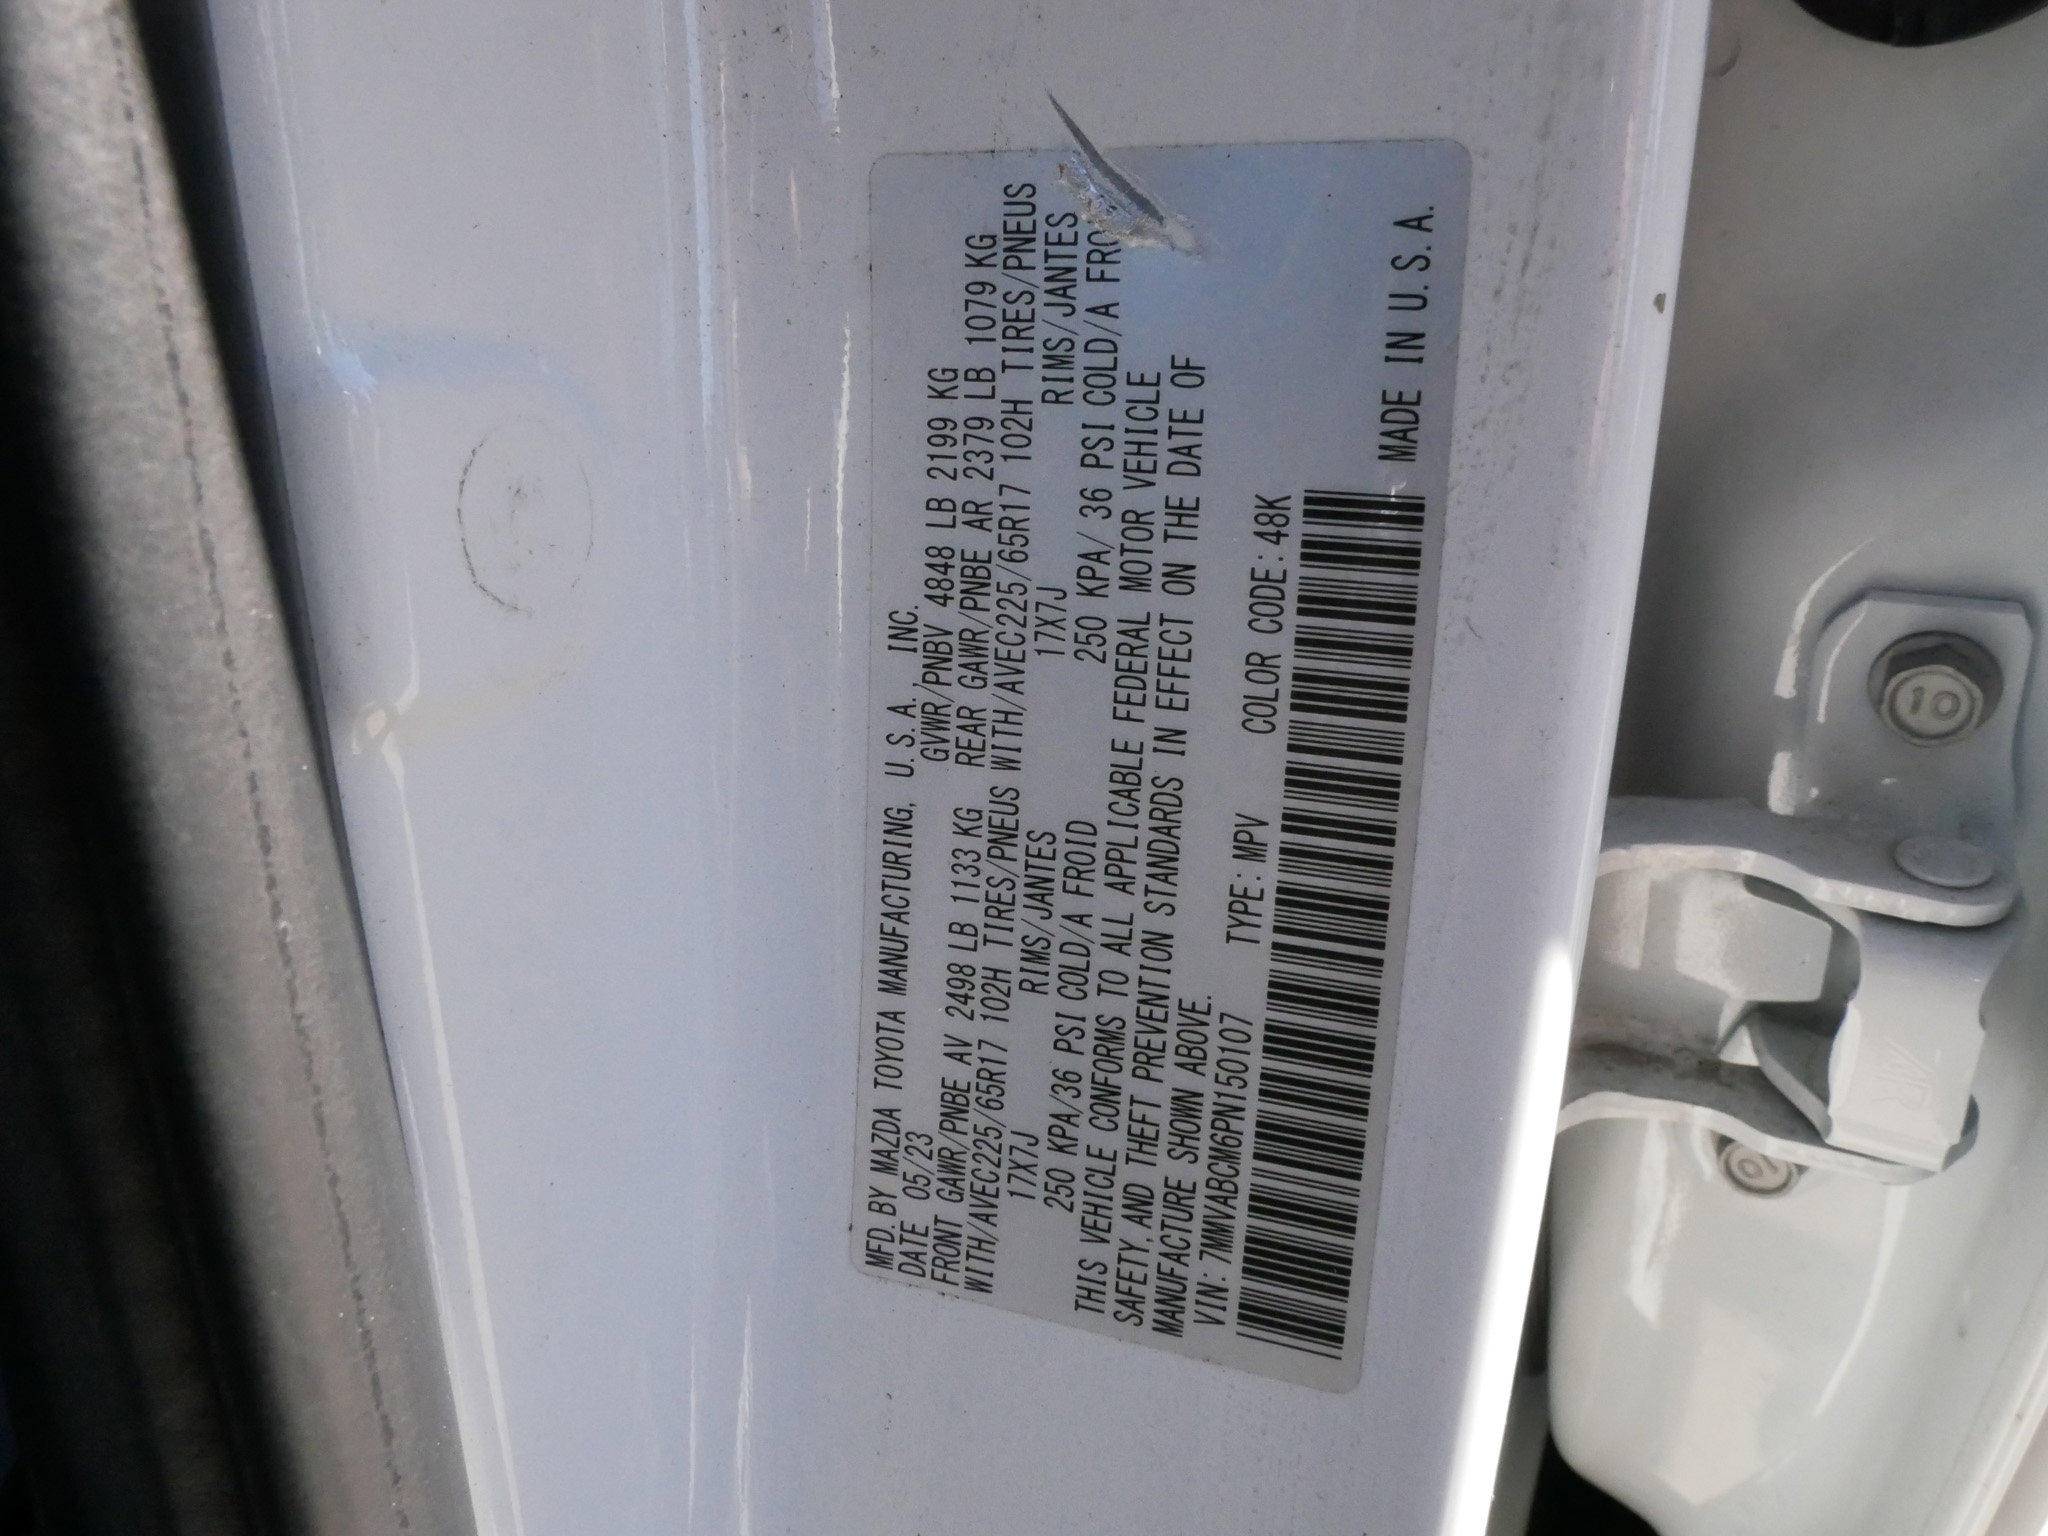 MFD. BY MAZDA TOYOTA MANUFACTURING, U. S. A. , INC.
DATE 05/23 GVWR/PNBV 4848 LB 2199 KG
FRONT GAWR/PNBE AV 2498 LB 1133 KG REAR GAWR/PNBE AR 2379 LB 1079 KG
WITH/AVEC225/65R17 102H TIRES/PNEUS WITH/AVEC225/65R17 102H TIRES/PNEUS
17X7J RIMS/JANTES 17X7J RIMS/JANTES
250 KPA/36 PSI COLD/A FROID 250 KPA/ 36 PSI COLD/A
THIS VEHICLE CONFORMS TO ALL APPLICABLE FEDERAL MOTOR VEHICLE
SAFETY, AND THEFT PREVENTION STANDARDS IN EFFECT ON THE DATE OF
MANUFACTURE SHOWN ABOVE.
VIN: 7MMVABCM6PN150107 TYPE: MPV COLOR CODE: 48K
MADE IN U. S. A.
10
10